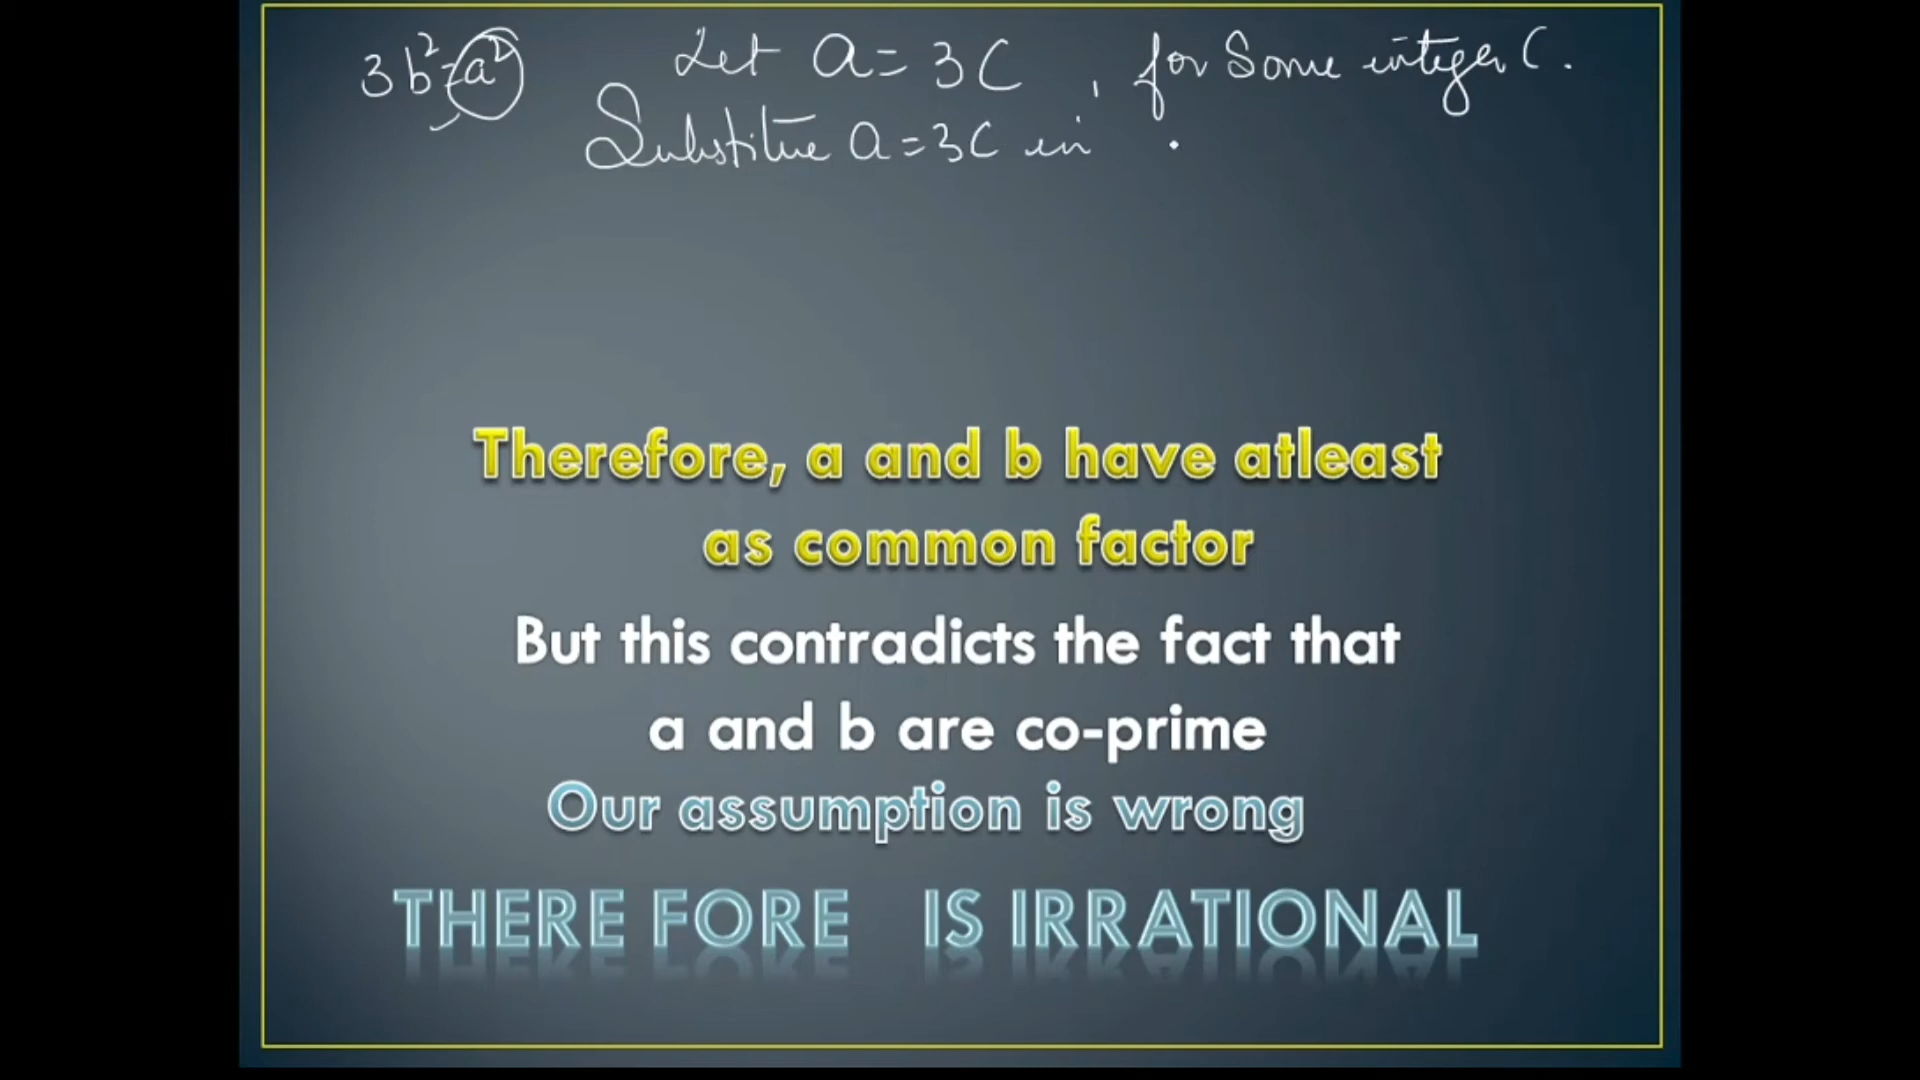 3b²=a² Let a=3C, for Some integer C.
Substitue a=3C in
Therefore, a and b have atleast
as common factor
But this contradicts the fact that
a and b are co-prime
Our assumption is wrong
THERE FORE IS IRRATIONAL